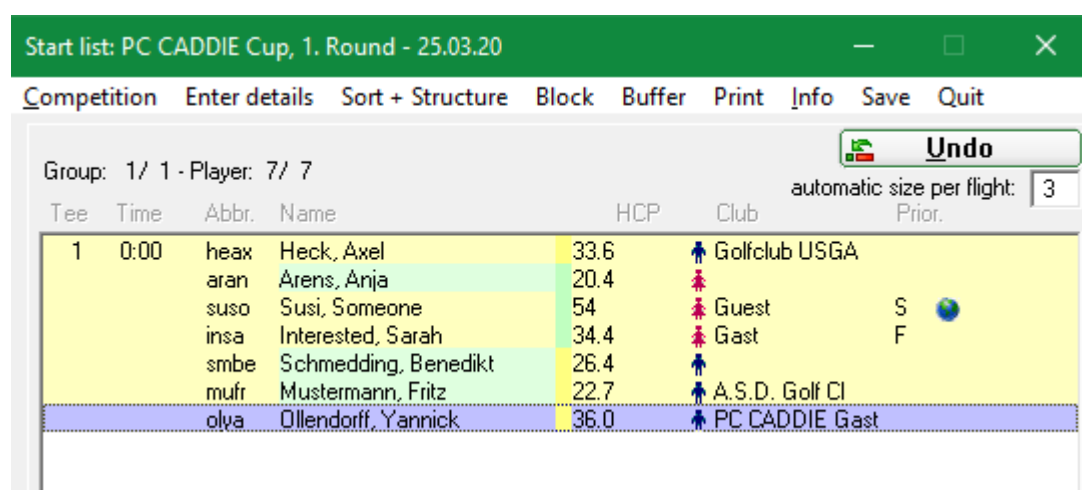 Start list: PC CADDIE Cup, 1. Round - 25.03.20
Competition Enter details Sort + Structure Block Buffer Print Info Save Quit
Undo
Group: 1/ 1 - Player: 7/ 7
automatic size per flight: 3
Tee Time Abbr. Name HCP Club Prior.
1 0:00 heax Heck, Axel 33.6 Golfclub USGA
aran Arens, Anja 20.4
suso Susi, Someone 54 Guest S
insa Interested, Sarah 34.4 Gast F
smbe Schmedding, Benedikt 26.4
mufr Mustermann, Fritz 22.7 A.S.D. Golf Cl
olya Ollendorff, Yannick 36.0 PC CADDIE Gast